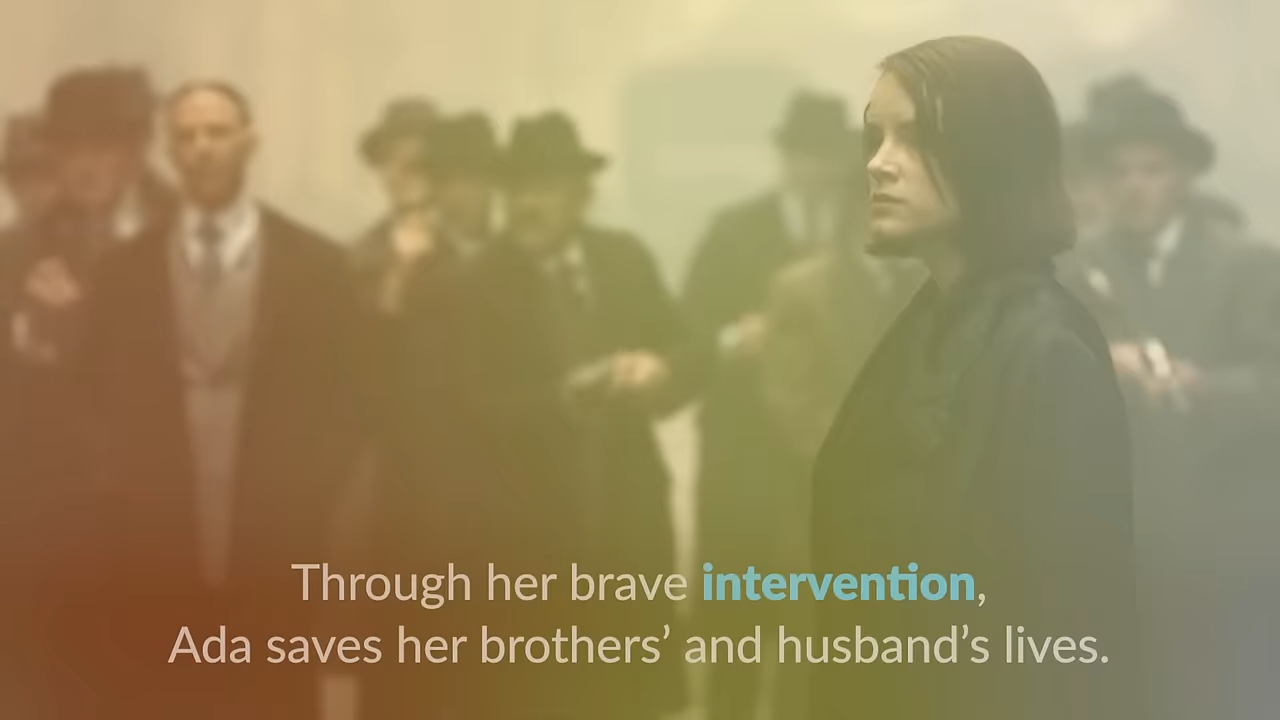 Through her brave intervention,
Ada saves her brothers’ and husband’s lives.